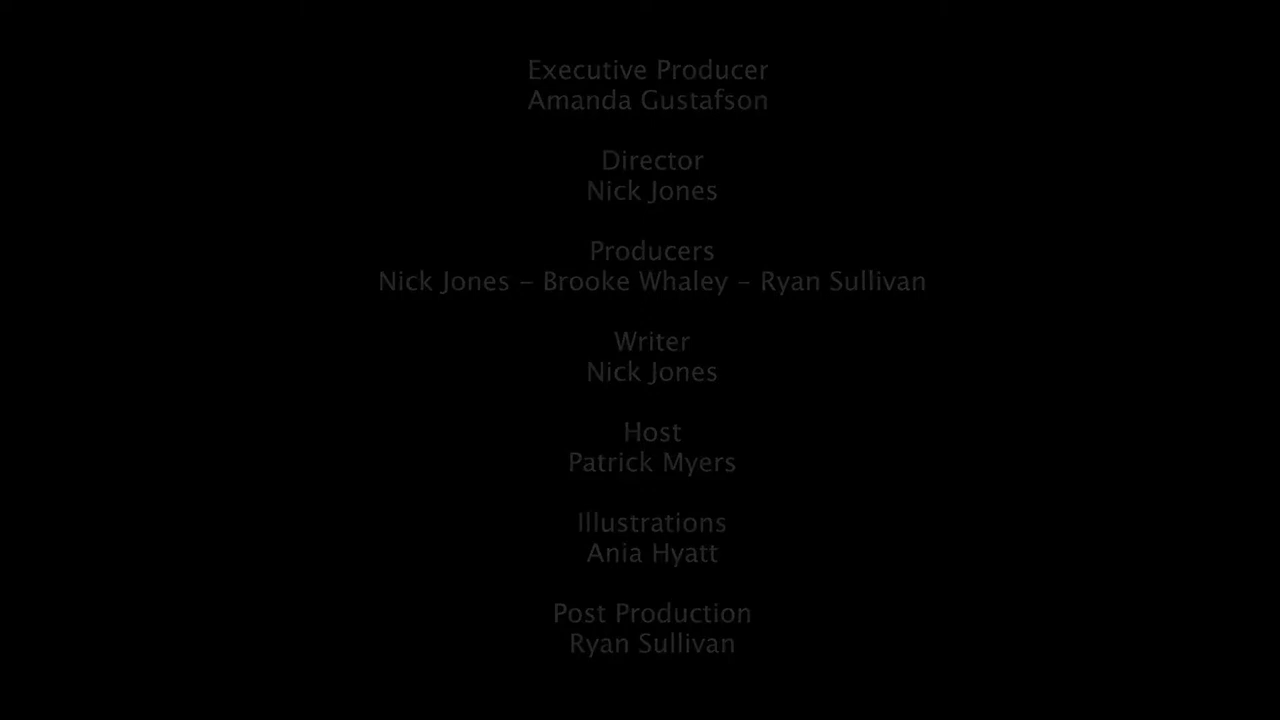 Executive Producer
Amanda Gustafson
Director
Nick Jones
Producers
Nick Jones - Brooke Whaley - Ryan Sullivan
Writer
Nick Jones
Host
Patrick Myers
Illustrations
Ania Hyatt
Post Production
Ryan Sullivan